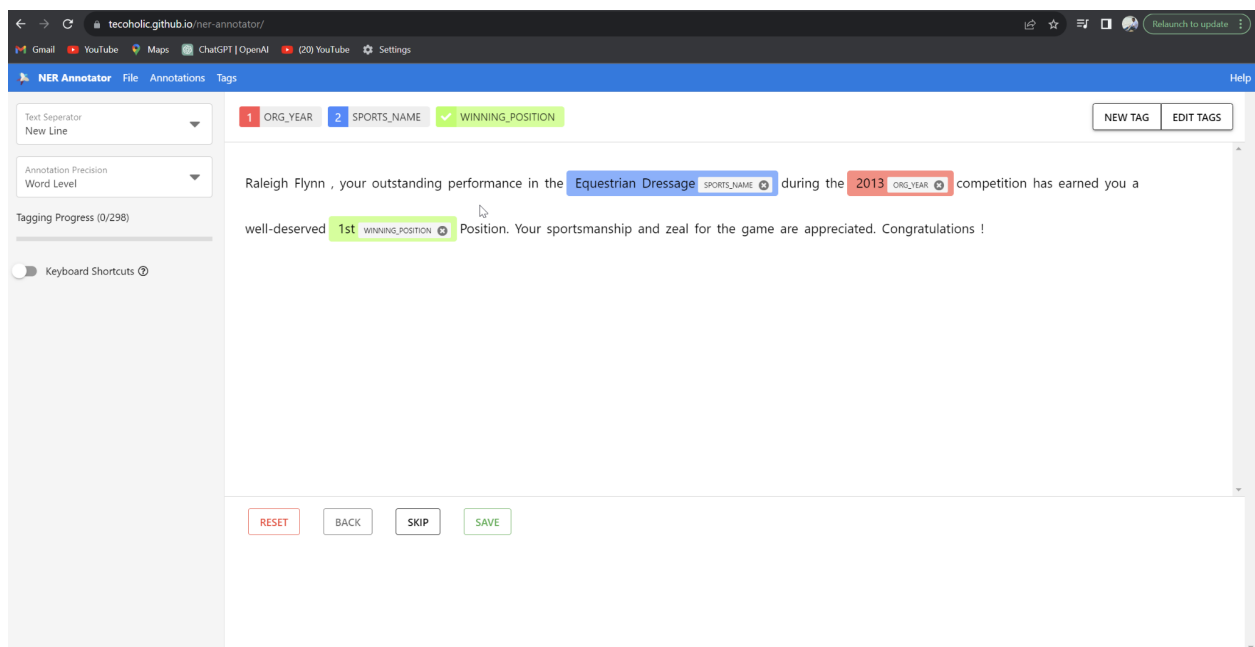 tecoholic.github.io/ner-annotator/
Relaunch to update
Gmail YouTube Maps ChatGPT | OpenAI (20) YouTube Settings
NER Annotator File Annotations Tags Help
Text Seperator
New Line
Annotation Precision
Word Level
Tagging Progress (0/298)
Keyboard Shortcuts
1 ORG_YEAR 2 SPORTS_NAME WINNING_POSITION
NEW TAG EDIT TAGS
Raleigh Flynn , your outstanding performance in the Equestrian Dressage SPORTS_NAME during the 2013 ORG_YEAR competition has earned you a
well-deserved 1st WINNING_POSITION Position. Your sportsmanship and zeal for the game are appreciated. Congratulations !
RESET BACK SKIP SAVE